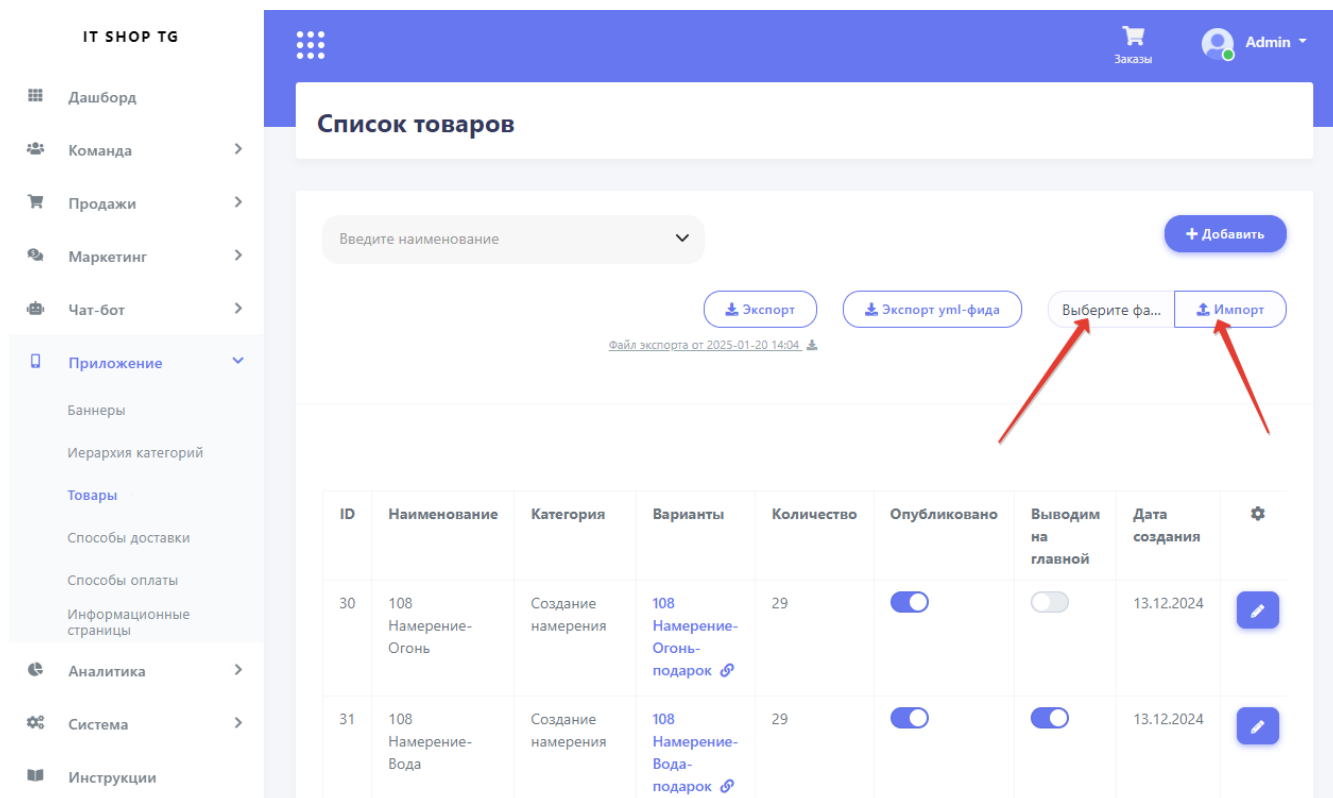 IT SHOP TG
Заказы
Admin
Дашборд
Команда
Продажи
Маркетинг
Чат-бот
Приложение
Баннеры
Иерархия категорий
Товары
Способы доставки
Способы оплаты
Информационные
страницы
Аналитика
Система
Инструкции
Список товаров
Введите наименование
+ Добавить
Экспорт
Экспорт yml-фида
Выберите фа...
Импорт
Файл экспорта от 2025-01-20 14:04
ID Наименование Категория Варианты Количество Опубликовано Выводим Дата
на создания
главной
30 108 Создание 108 29 13.12.2024
Намерение- намерения Намерение-
Огонь Огонь-
подарок
31 108 Создание 108 29 13.12.2024
Намерение- намерения Намерение-
Вода Вода-
подарок